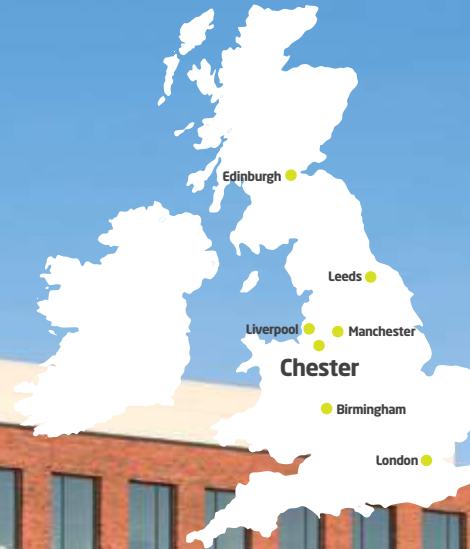 Edinburgh
Leeds
Liverpool
Manchester
Chester
Birmingham
London